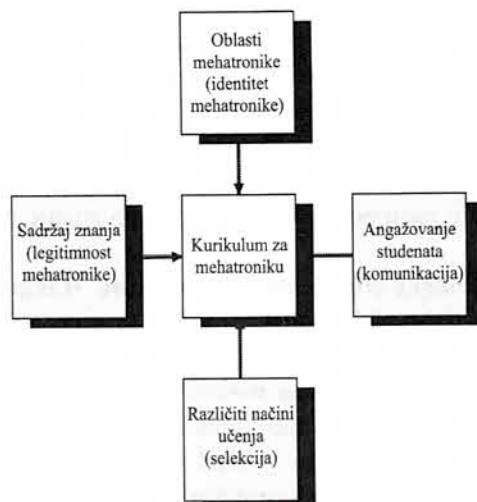 Oblasti
mehatronike
(identitet
mehatronike)
Sadržaj znanja
(legitimnost
mehatronike)
Kurikulum za
mehatroniku
Angažovanje
studenata
(komunikacija)
Različiti načini
učenja
(selekcija)